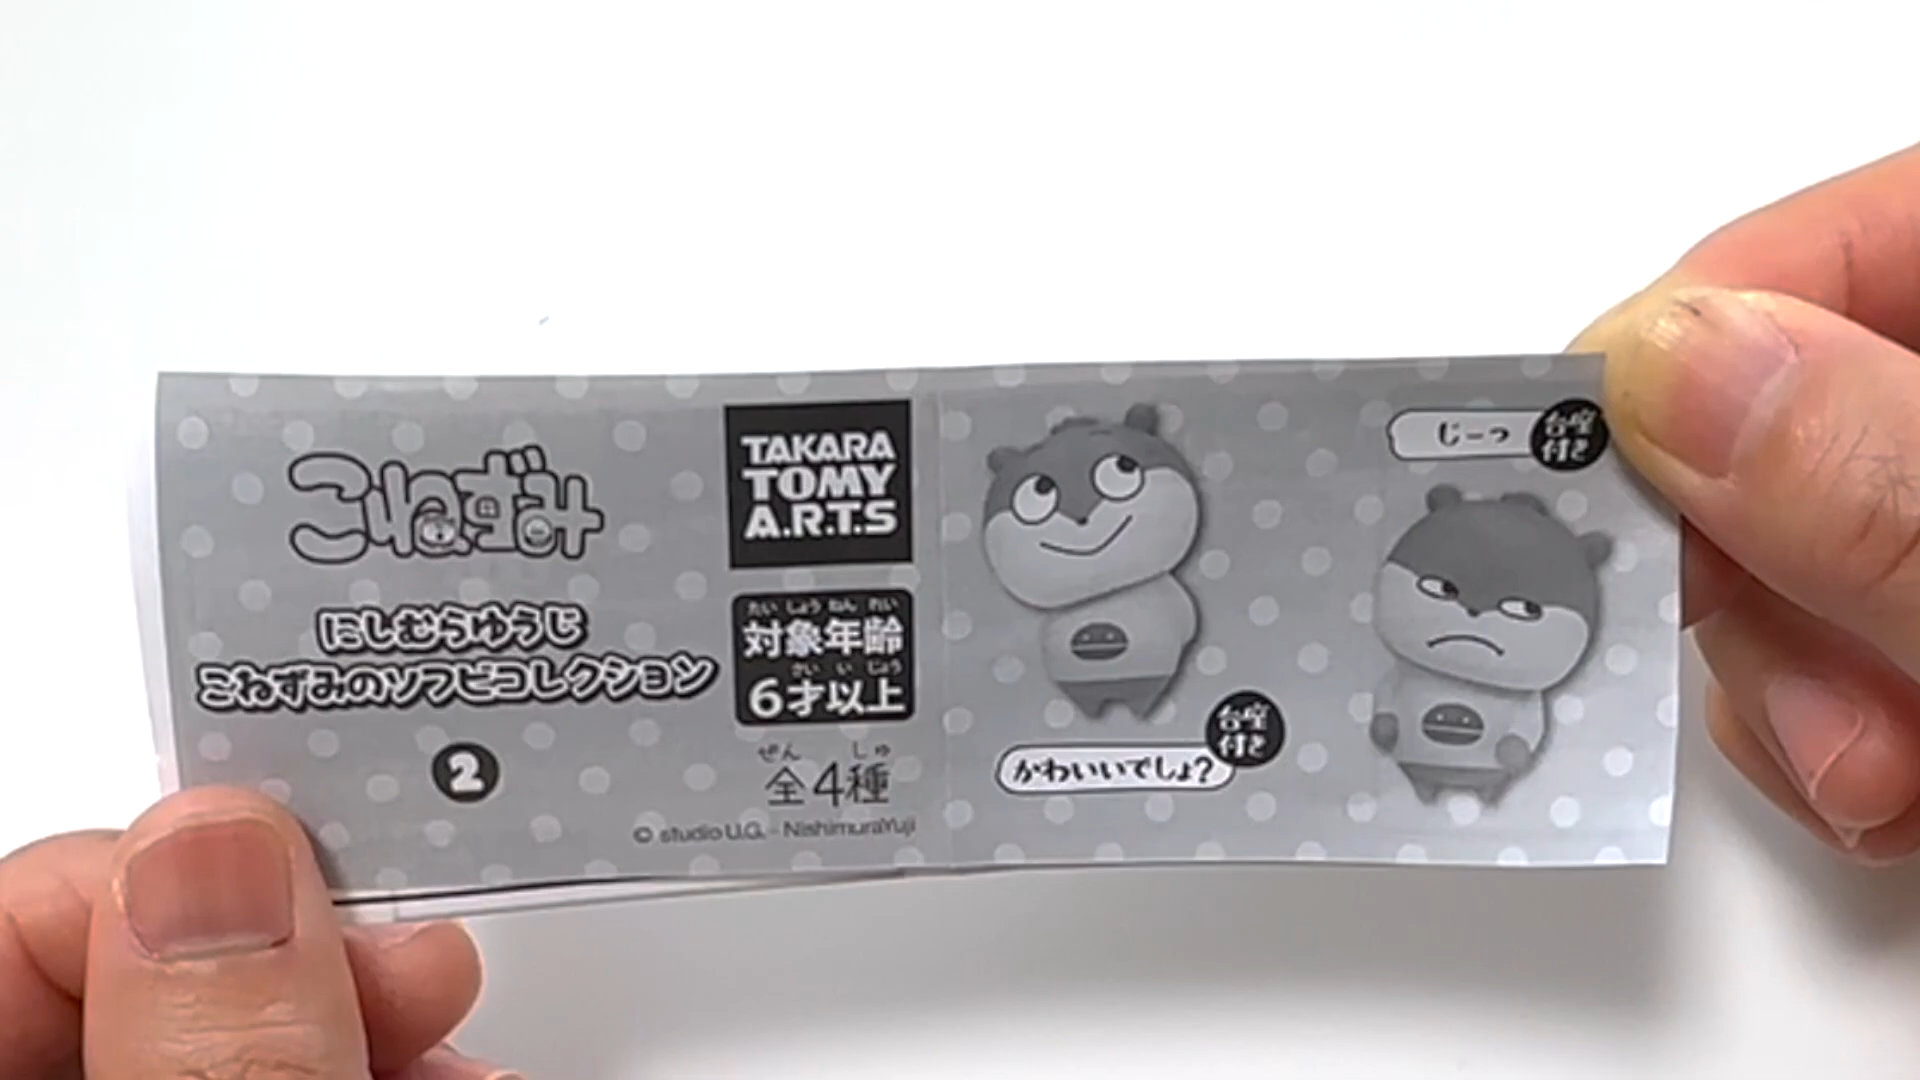 こねずみ
にしむらゆうじ
こねずみのソフビコレクション
2
TAKARA
TOMY
A.R.T.S
たい しょう ねん れい
対象年齢
さい い じょう
6才以上
ぜん しゅ
全4種
© studio U.G. - NishimuraYuji
台座
付き
かわいいでしょ?
じーっ
台座
付き